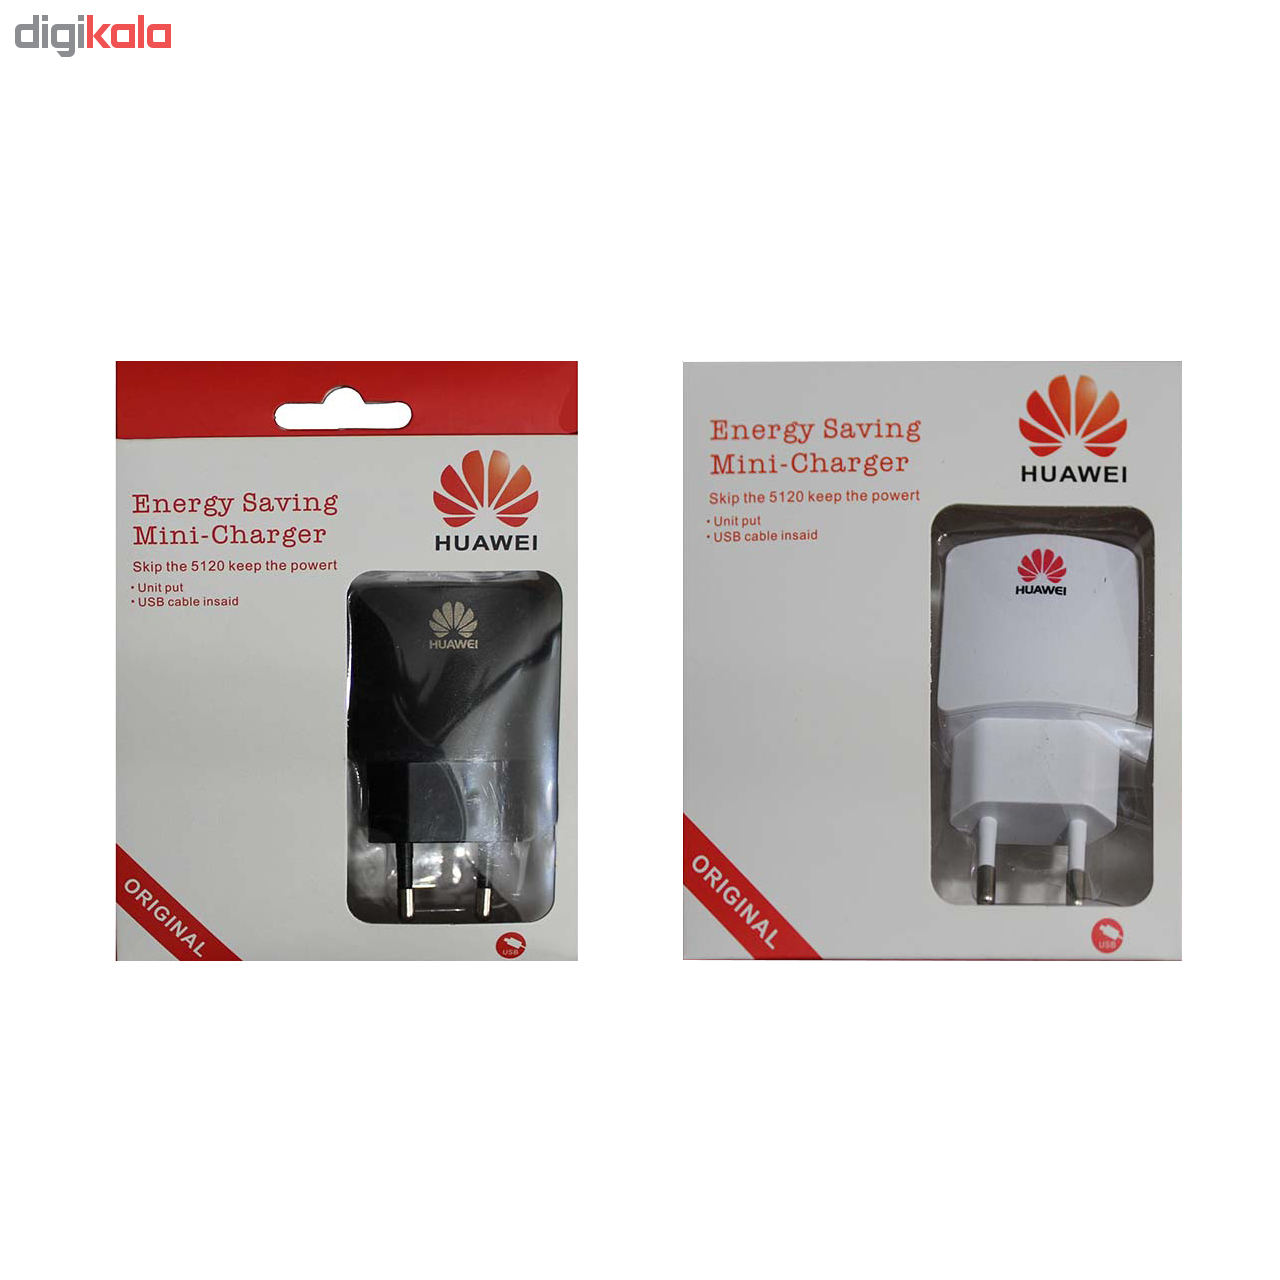 digikala
Energy Saving
Mini-Charger
Skip the 5120 keep the powert
• Unit put
• USB cable insaid
HUAWEI
HUAWEI
ORIGINAL
USB
Energy Saving
Mini-Charger
Skip the 5120 keep the powert
• Unit put
• USB cable insaid
HUAWEI
HUAWEI
ORIGINAL
USB